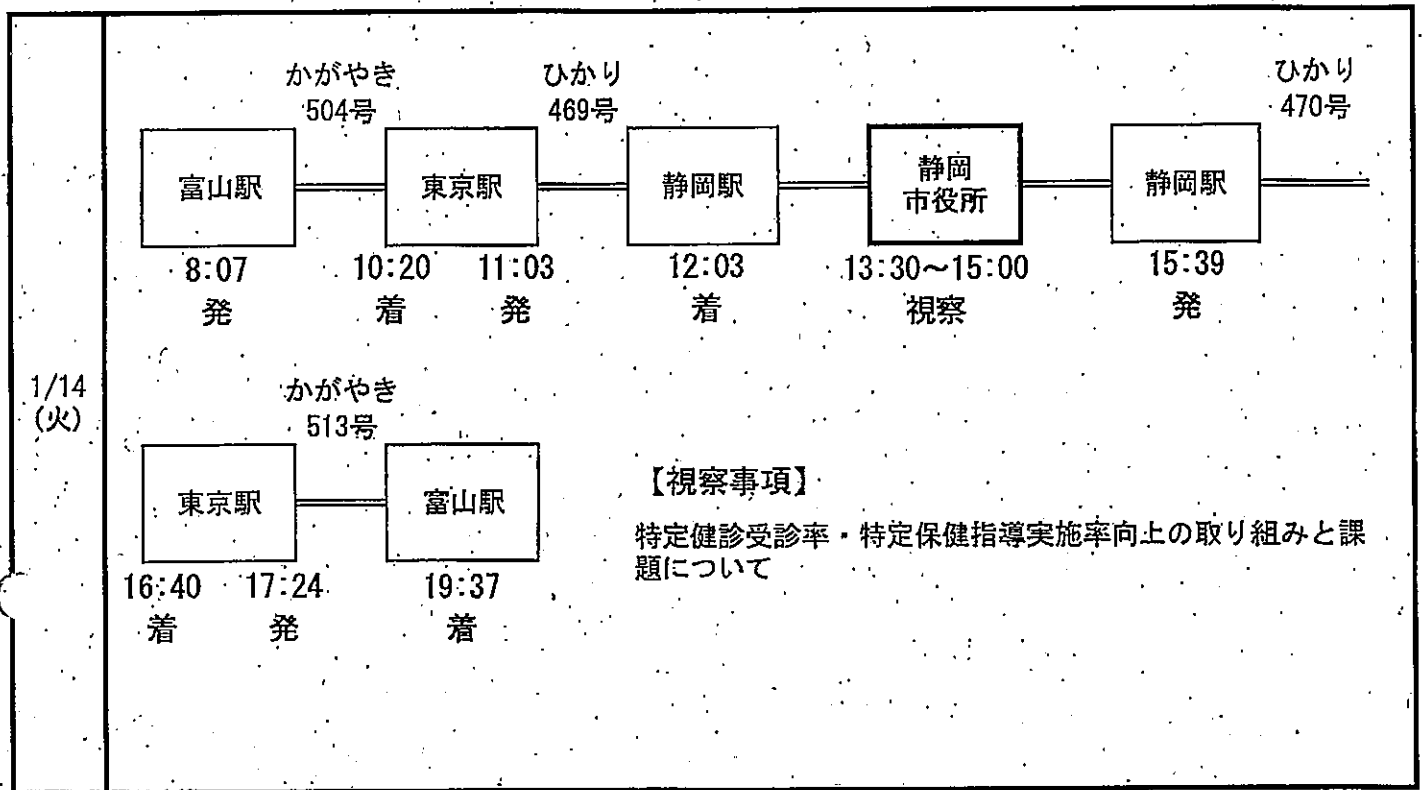 1/14
(火)
かがやき
504号
ひかり
469号
ひかり
470号
富山駅
東京駅
静岡駅
静岡
市役所
静岡駅
8:07
発
10:20
着
11:03
発
12:03
着
13:30~15:00
視察
15:39
発
かがやき
513号
東京駅
富山駅
16:40
着
17:24
発
19:37
着
【視察事項】
特定健診受診率・特定保健指導実施率向上の取り組みと課
題について